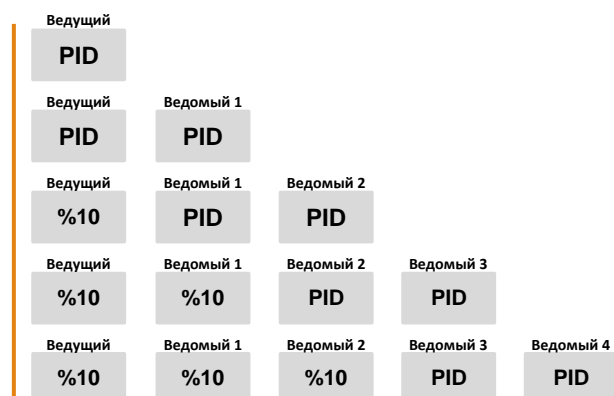 Ведущий
PID
Ведущий Ведомый 1
PID PID
Ведущий Ведомый 1 Ведомый 2
%10 PID PID
Ведущий Ведомый 1 Ведомый 2 Ведомый 3
%10 %10 PID PID
Ведущий Ведомый 1 Ведомый 2 Ведомый 3 Ведомый 4
%10 %10 %10 PID PID